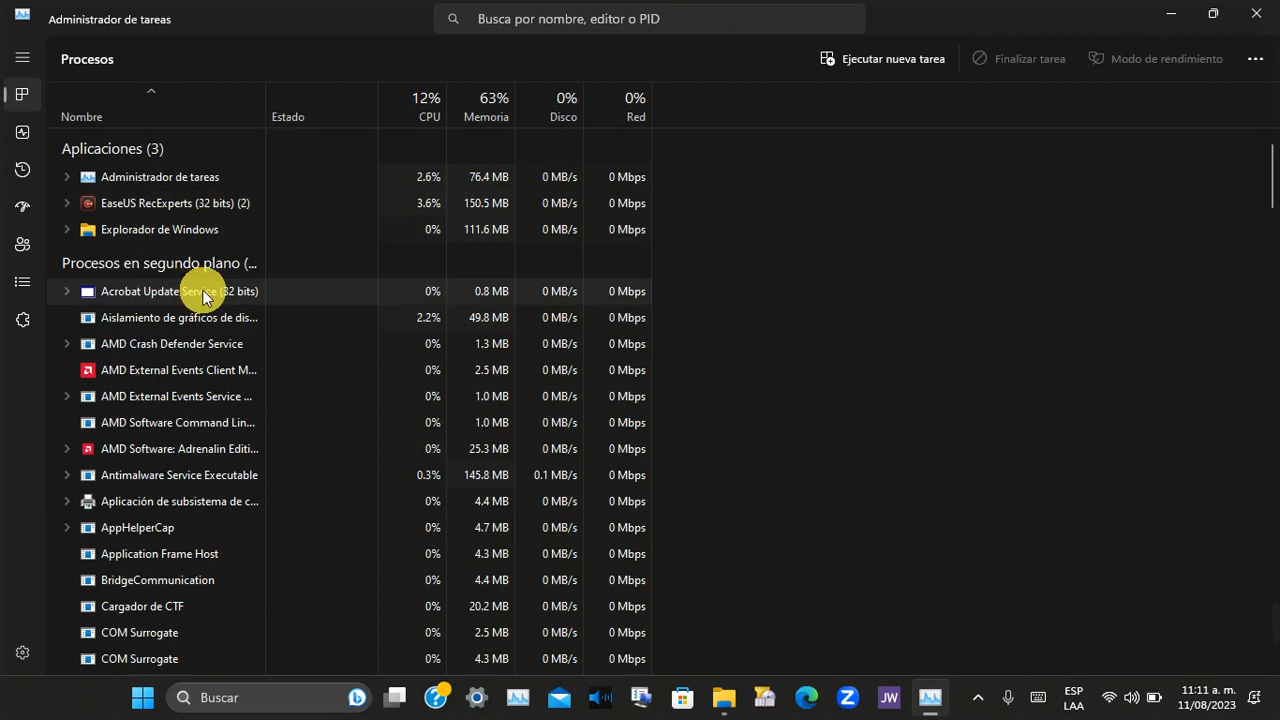 Administrador de tareas
Busca por nombre, editor o PID
Procesos
Ejecutar nueva tarea
Finalizar tarea
Modo de rendimiento
12% 63% 0% 0%
Nombre Estado CPU Memoria Disco Red
Aplicaciones (3)
Administrador de tareas 2.6% 76.4 MB 0 MB/s 0 Mbps
EaseUS RecExperts (32 bits) (2) 3.6% 150.5 MB 0 MB/s 0 Mbps
Explorador de Windows 0% 111.6 MB 0 MB/s 0 Mbps
Procesos en segundo plano (...
Acrobat Update Service (32 bits) 0% 0.8 MB 0 MB/s 0 Mbps
Aislamiento de gráficos de dis... 2.2% 49.8 MB 0 MB/s 0 Mbps
AMD Crash Defender Service 0% 1.3 MB 0 MB/s 0 Mbps
AMD External Events Client M... 0% 2.5 MB 0 MB/s 0 Mbps
AMD External Events Service ... 0% 1.0 MB 0 MB/s 0 Mbps
AMD Software Command Lin... 0% 1.0 MB 0 MB/s 0 Mbps
AMD Software: Adrenalin Editi... 0% 25.3 MB 0 MB/s 0 Mbps
Antimalware Service Executable 0.3% 145.8 MB 0.1 MB/s 0 Mbps
Aplicación de subsistema de c... 0% 4.4 MB 0 MB/s 0 Mbps
AppHelperCap 0% 4.7 MB 0 MB/s 0 Mbps
Application Frame Host 0% 4.3 MB 0 MB/s 0 Mbps
BridgeCommunication 0% 4.4 MB 0 MB/s 0 Mbps
Cargador de CTF 0% 20.2 MB 0 MB/s 0 Mbps
COM Surrogate 0% 2.5 MB 0 MB/s 0 Mbps
COM Surrogate 0% 4.3 MB 0 MB/s 0 Mbps
Buscar
JW
ESP
LAA
11:11 a. m.
11/08/2023